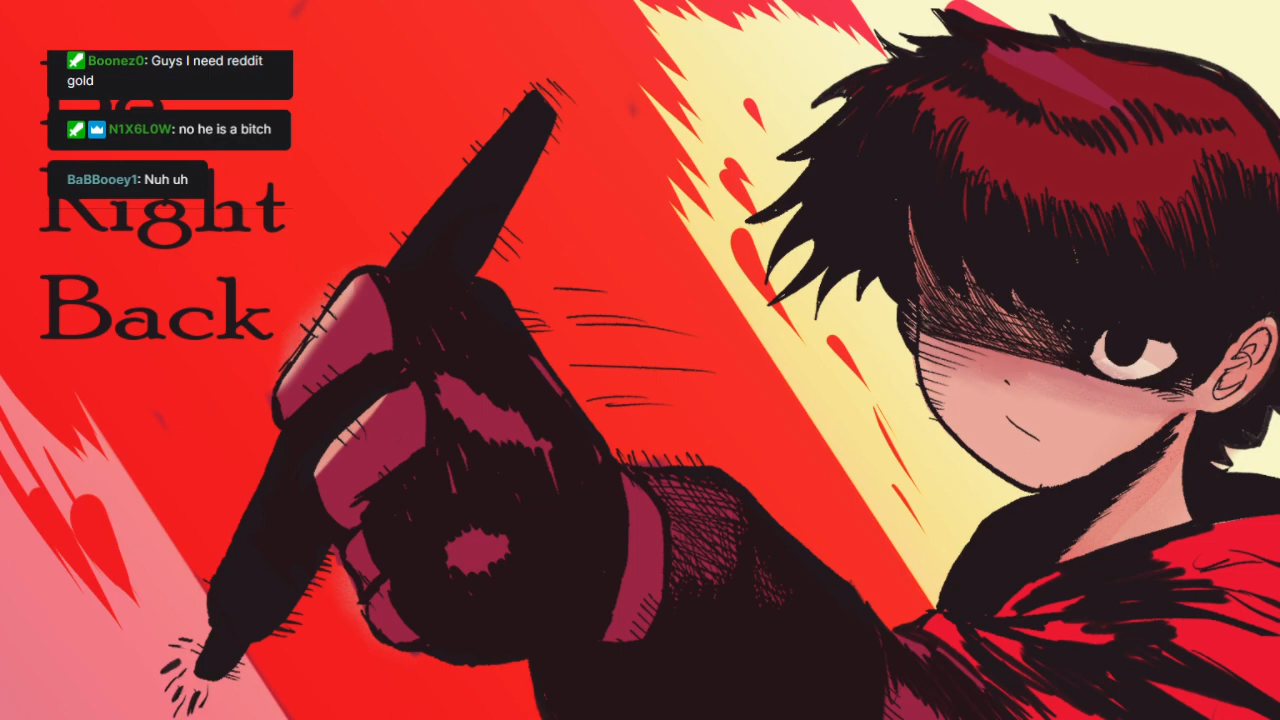 Boonez0: Guys I need reddit
gold
N1X6L0W: no he is a bitch
BaBBooey1: Nuh uh
Right
Back